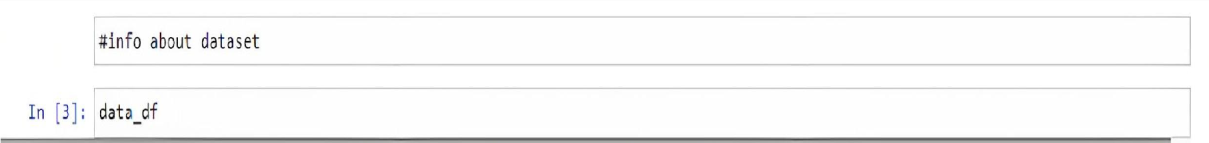 #info about dataset
In [3]: data_df